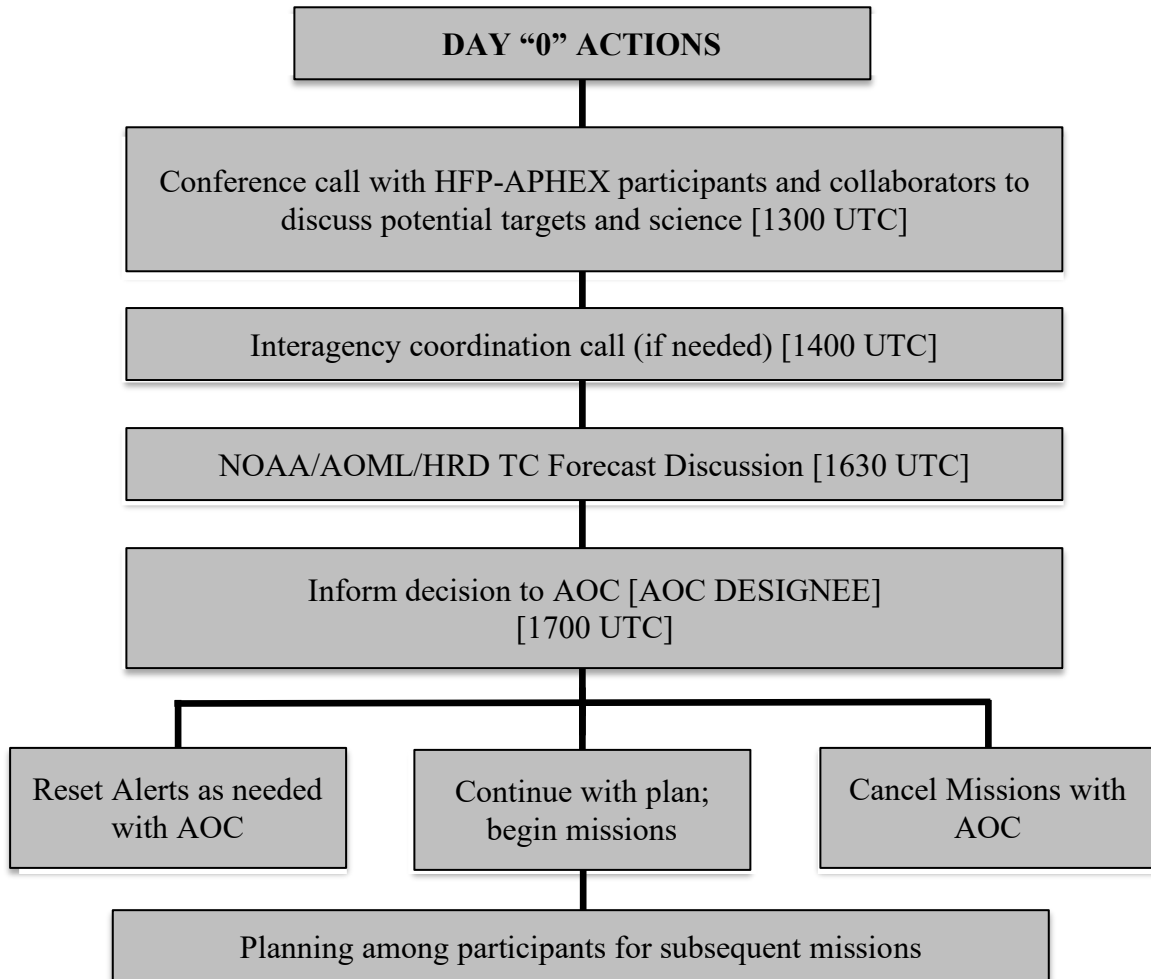 DAY “0” ACTIONS
Conference call with HFP-APHEX participants and collaborators to
discuss potential targets and science [1300 UTC]
Interagency coordination call (if needed) [1400 UTC]
NOAA/AOML/HRD TC Forecast Discussion [1630 UTC]
Inform decision to AOC [AOC DESIGNEE]
[1700 UTC]
Reset Alerts as needed
with AOC
Continue with plan;
begin missions
Cancel Missions with
AOC
Planning among participants for subsequent missions